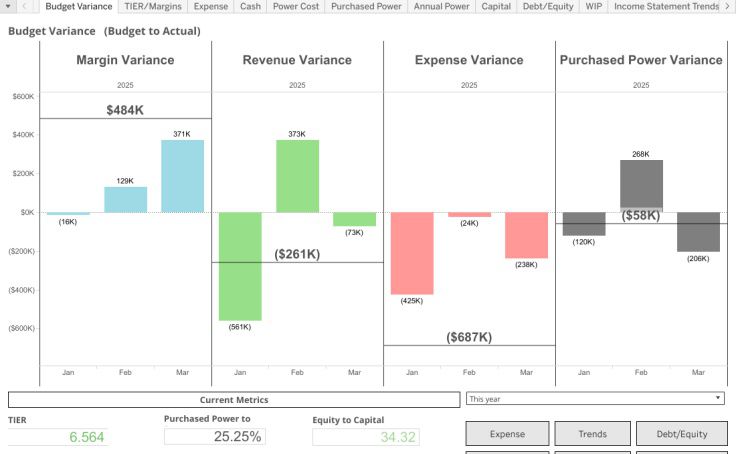 Budget Variance TIER/Margins Expense Cash Power Cost Purchased Power Annual Power Capital Debt/Equity WIP Income Statement Trends
Budget Variance (Budget to Actual)
Margin Variance Revenue Variance Expense Variance Purchased Power Variance
2025 2025 2025 2025
$600K
$484K
$400K
371K 373K
268K
$200K
129K
$0K
(16K) (73K) (24K) ($58K)
(120K)
($200K)
(206K)
(238K)
($261K)
($400K)
(425K)
(561K)
($600K)
($687K)
Jan Feb Mar Jan Feb Mar Jan Feb Mar Jan Feb Mar
Current Metrics
This year
TIER Purchased Power to Equity to Capital
6.564 25.25% 34.32
Expense Trends Debt/Equity